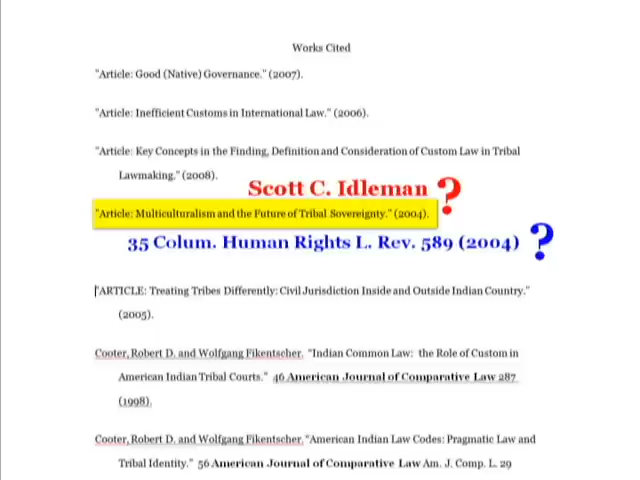 Works Cited
"Article: Good (Native) Governance." (2007).
"Article: Inefficient Customs in International Law." (2006).
"Article: Key Concepts in the Finding, Definition and Consideration of Custom Law in Tribal
Lawmaking." (2008).
Scott C. Idleman ?
"Article: Multiculturalism and the Future of Tribal Sovereignty." (2004).
35 Colum. Human Rights L. Rev. 589 (2004) ?
"ARTICLE: Treating Tribes Differently: Civil Jurisdiction Inside and Outside Indian Country."
(2005).
Cooter, Robert D. and Wolfgang Fikentscher. "Indian Common Law: the Role of Custom in
American Indian Tribal Courts." 46 American Journal of Comparative Law 287
(1998).
Cooter, Robert D. and Wolfgang Fikentscher. "American Indian Law Codes: Pragmatic Law and
Tribal Identity." 56 American Journal of Comparative Law Am. J. Comp. L. 29